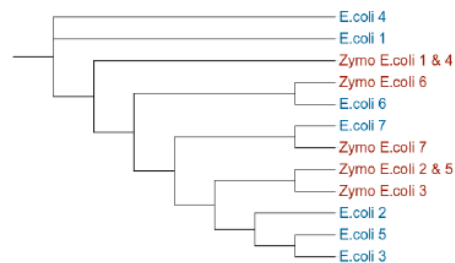 E.coli 4
E.coli 1
Zymo E.coli 1 & 4
Zymo E.coli 6
E.coli 6
E.coli 7
Zymo E.coli 7
Zymo E.coli 2 & 5
Zymo E.coli 3
E.coli 2
E.coli 5
E.coli 3